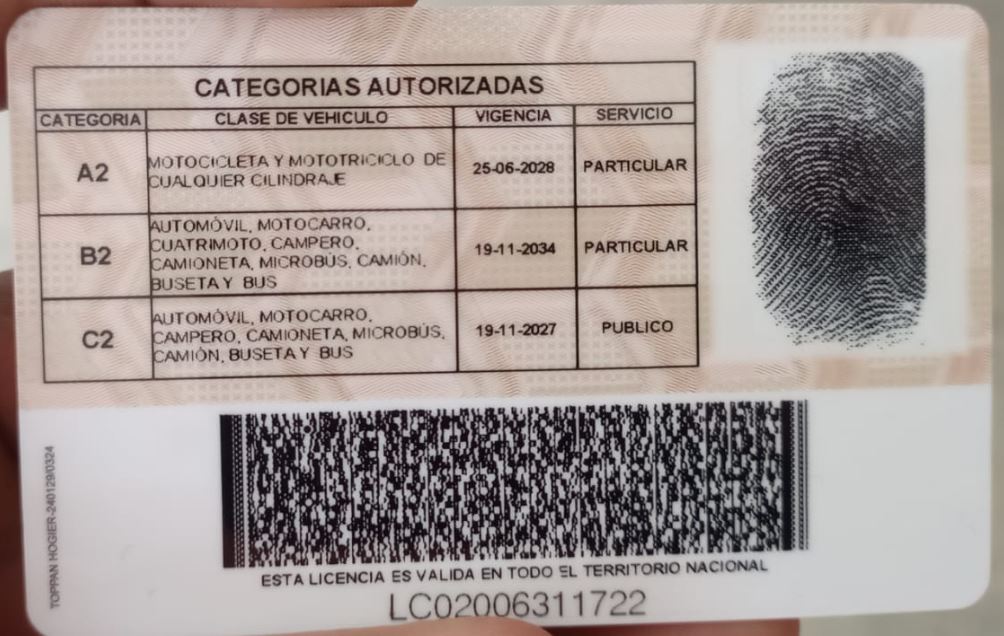 CATEGORIAS AUTORIZADAS
CATEGORIA CLASE DE VEHICULO VIGENCIA SERVICIO
A2 MOTOCICLETA Y MOTOTRICICLO DE CUALQUIER CILINDRAJE 25-06-2028 PARTICULAR
B2 AUTOMÓVIL, MOTOCARRO, CUATRIMOTO, CAMPERO, CAMIONETA, MICROBÚS, CAMIÓN, BUSETA Y BUS 19-11-2034 PARTICULAR
C2 AUTOMÓVIL, MOTOCARRO, CAMPERO, CAMIONETA, MICROBÚS, CAMIÓN, BUSETA Y BUS 19-11-2027 PUBLICO
TOPPAN HOGIER-240129/0324
ESTA LICENCIA ES VALIDA EN TODO EL TERRITORIO NACIONAL
LC02006311722